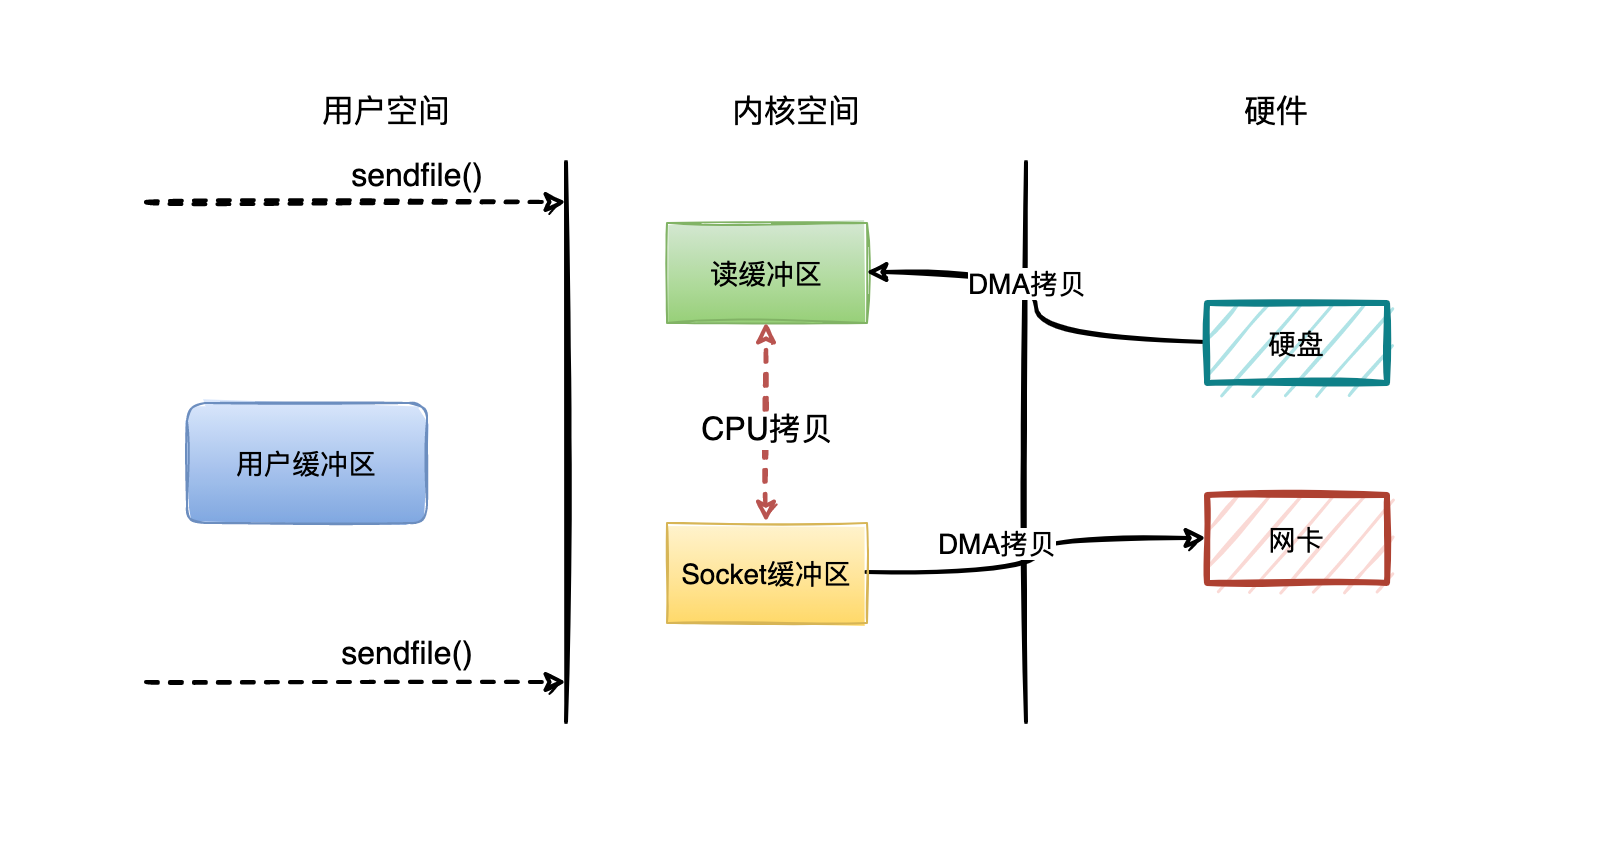 用户空间
内核空间
硬件
sendfile()
读缓冲区
DMA拷贝
硬盘
CPU拷贝
用户缓冲区
DMA拷贝
网卡
Socket缓冲区
sendfile()